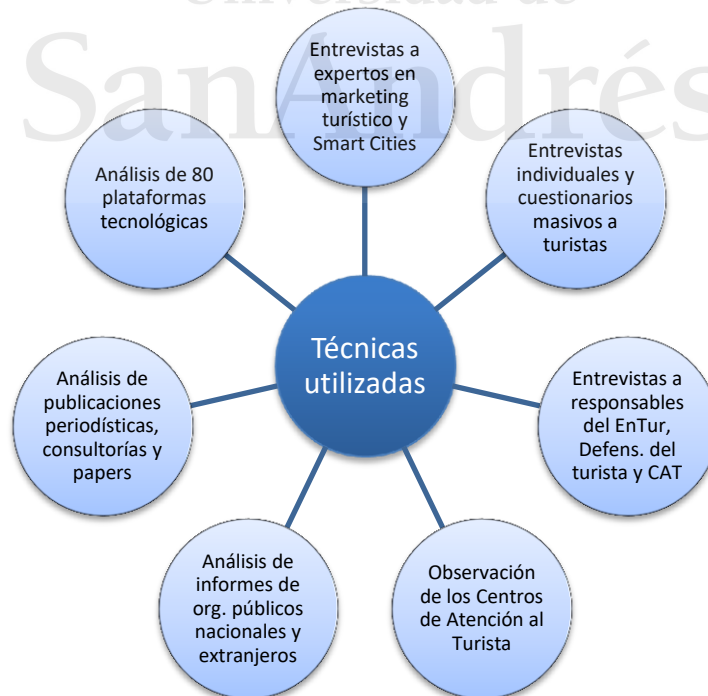 Universidad de
SanAndrés
Entrevistas a
expertos en
marketing
turístico y
Smart Cities
Entrevistas
individuales y
cuestionarios
masivos a
turistas
Entrevistas a
responsables
del EnTur,
Defens. del
turista y CAT
Observación
de los Centros
de Atención al
Turista
Análisis de
informes de
org. públicos
nacionales y
extranjeros
Análisis de
publicaciones
periodísticas,
consultorías y
papers
Análisis de 80
plataformas
tecnológicas
Técnicas
utilizadas